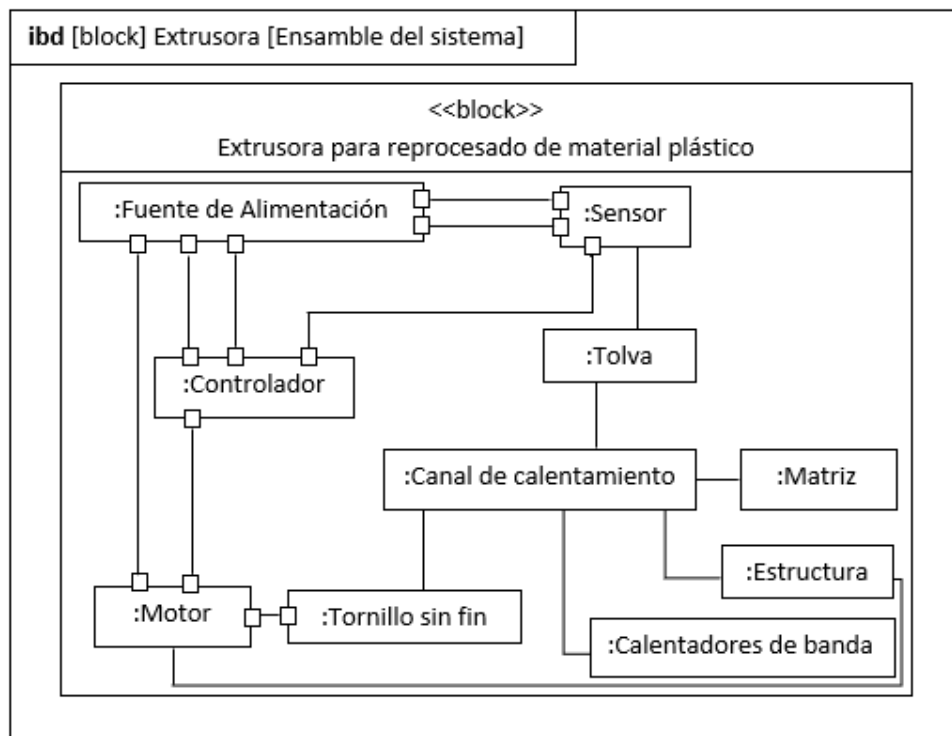 ibd [block] Extrusora [Ensamble del sistema]
<<block>>
Extrusora para reprocesado de material plástico
:Fuente de Alimentación
:Sensor
:Tolva
:Controlador
:Canal de calentamiento
:Matriz
:Estructura
:Motor
:Tornillo sin fin
:Calentadores de banda